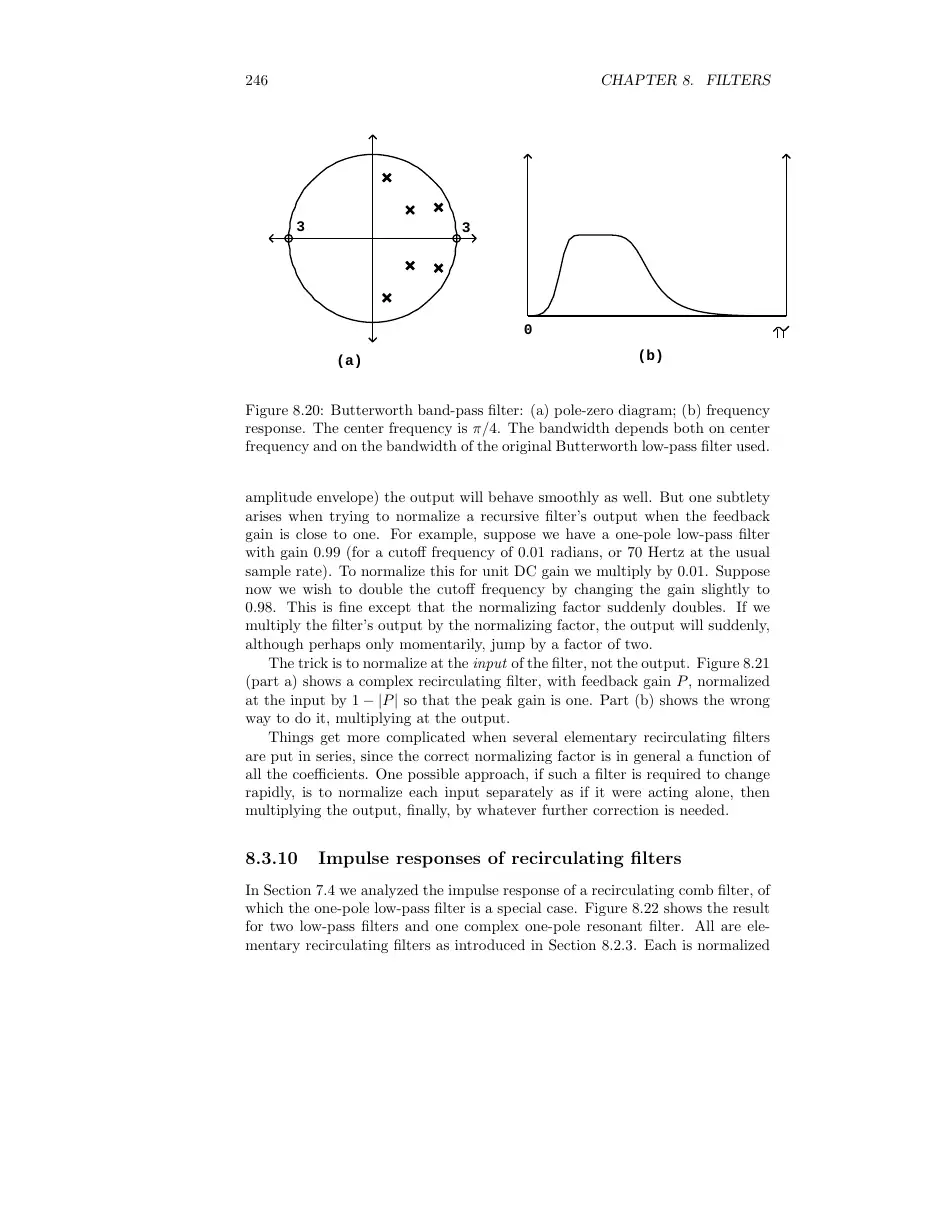 246
CHAPTER 8. FILTERS
3
3
0
π
(a)
(b)
Figure 8.20: Butterworth band-pass filter: (a) pole-zero diagram; (b) frequency
response. The center frequency is π/4. The bandwidth depends both on center
frequency and on the bandwidth of the original Butterworth low-pass filter used.
amplitude envelope) the output will behave smoothly as well. But one subtlety
arises when trying to normalize a recursive filter's output when the feedback
gain is close to one. For example, suppose we have a one-pole low-pass filter
with gain 0.99 (for a cutoff frequency of 0.01 radians, or 70 Hertz at the usual
sample rate). To normalize this for unit DC gain we multiply by 0.01. Suppose
now we wish to double the cutoff frequency by changing the gain slightly to
0.98. This is fine except that the normalizing factor suddenly doubles. If we
multiply the filter's output by the normalizing factor, the output will suddenly,
although perhaps only momentarily, jump by a factor of two.
The trick is to normalize at the input of the filter, not the output. Figure 8.21
(part a) shows a complex recirculating filter, with feedback gain P, normalized
at the input by 1 − |P| so that the peak gain is one. Part (b) shows the wrong
way to do it, multiplying at the output.
Things get more complicated when several elementary recirculating filters
are put in series, since the correct normalizing factor is in general a function of
all the coefficients. One possible approach, if such a filter is required to change
rapidly, is to normalize each input separately as if it were acting alone, then
multiplying the output, finally, by whatever further correction is needed.
8.3.10 Impulse responses of recirculating filters
In Section 7.4 we analyzed the impulse response of a recirculating comb filter, of
which the one-pole low-pass filter is a special case. Figure 8.22 shows the result
for two low-pass filters and one complex one-pole resonant filter. All are ele-
mentary recirculating filters as introduced in Section 8.2.3. Each is normalized